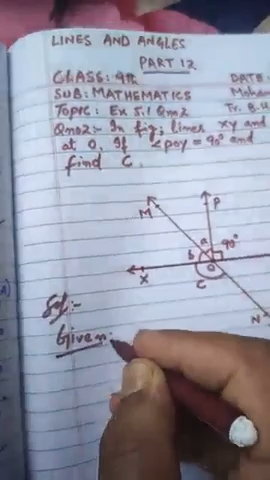 LINES AND ANGLES
PART 12
CLASS: 9th
DATE
SUB: MATHEMATICS
Topic: Ex 5.1 Qno2
Qno2:- In fig; lines xy and
at O. If ∠poy = 90° and
find C.
M
P
a
90°
b
O
X
C
N
Sol:-
Given: